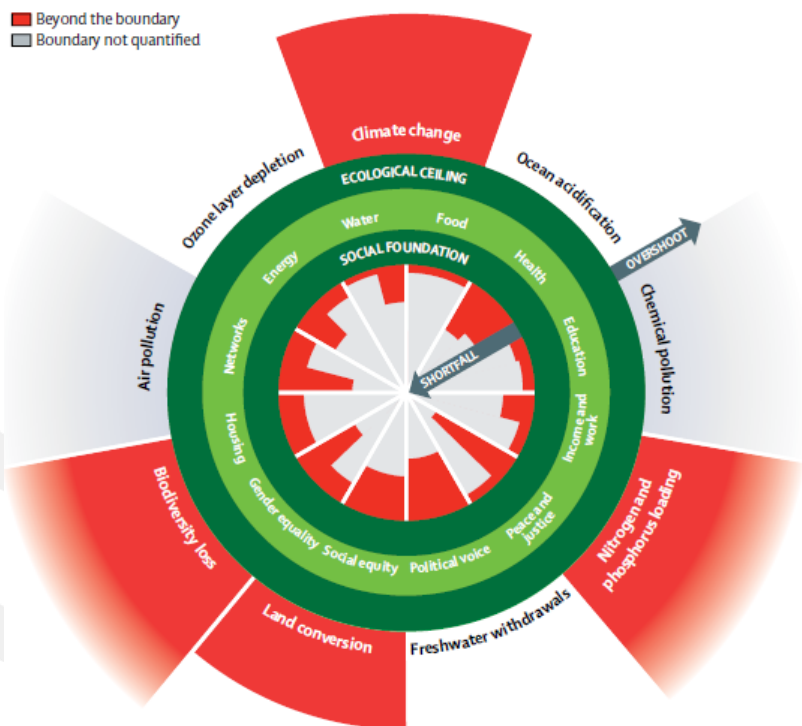 Beyond the boundary
Boundary not quantified
Climate change
Ozone layer depletion
Ocean acidification
ECOLOGICAL CEILING
Water
Food
Energy
Health
SOCIAL FOUNDATION
OVERSHOOT
Networks
Education
Air pollution
Chemical pollution
SHORTFALL
Housing
Income and
work
Gender equality
Social equity
Political voice
Peace and
justice
Biodiversity loss
Nitrogen and
phosphorus loading
Land conversion
Freshwater withdrawals